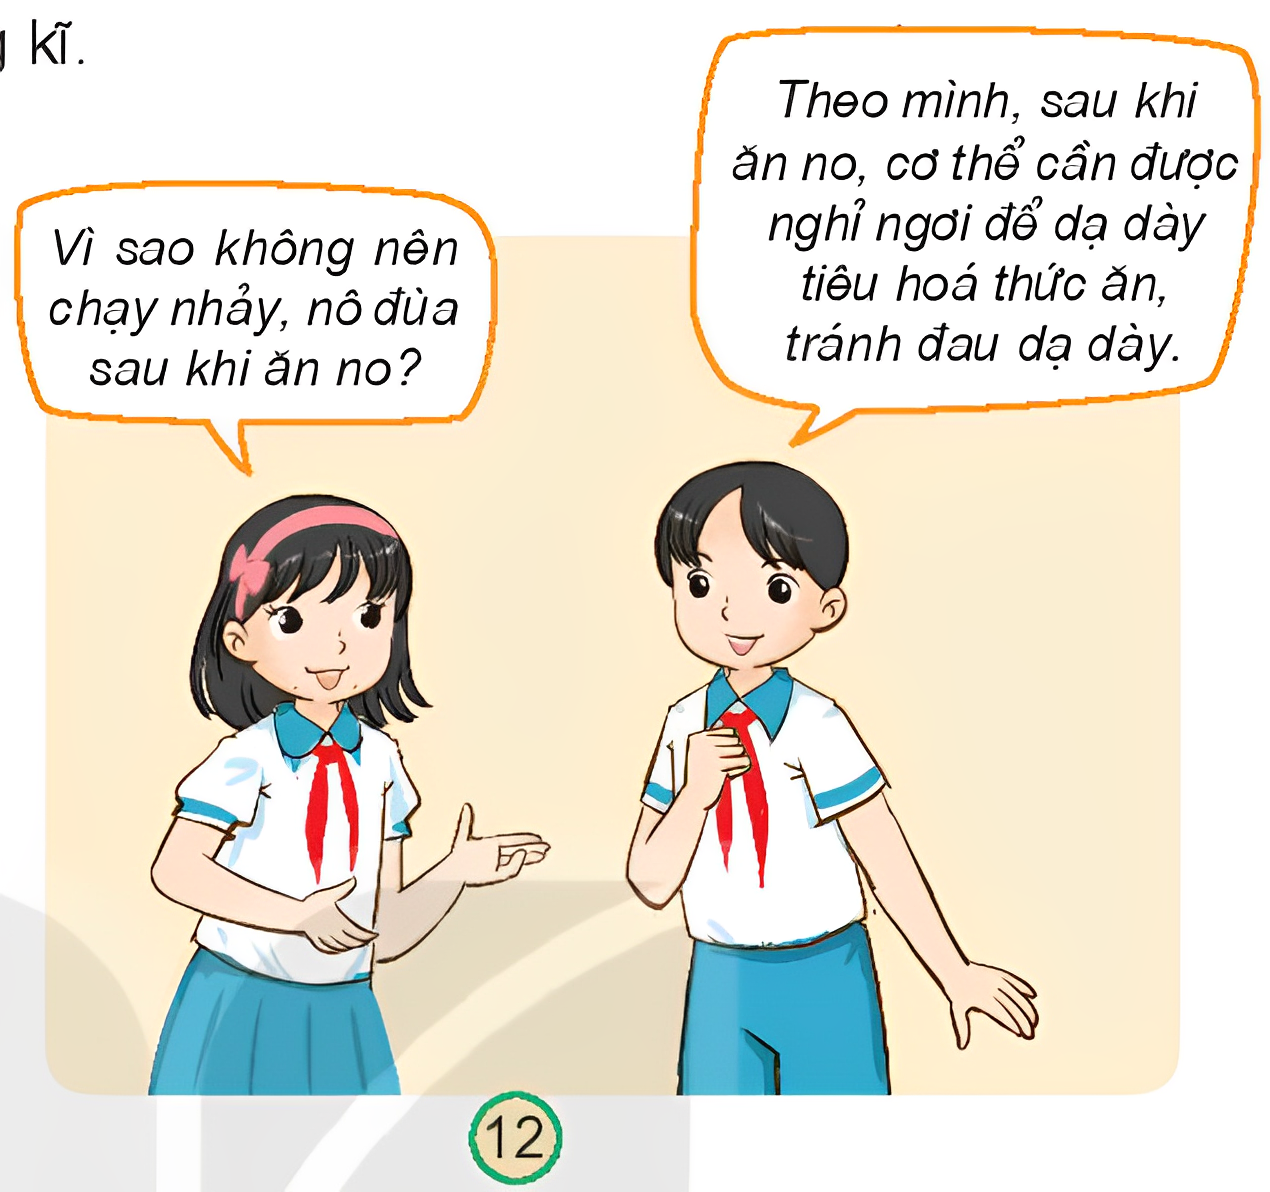 kĩ.
Vì sao không nên
chạy nhảy, nô đùa
sau khi ăn no?
Theo mình, sau khi
ăn no, cơ thể cần được
nghỉ ngơi để dạ dày
tiêu hoá thức ăn,
tránh đau dạ dày.
12